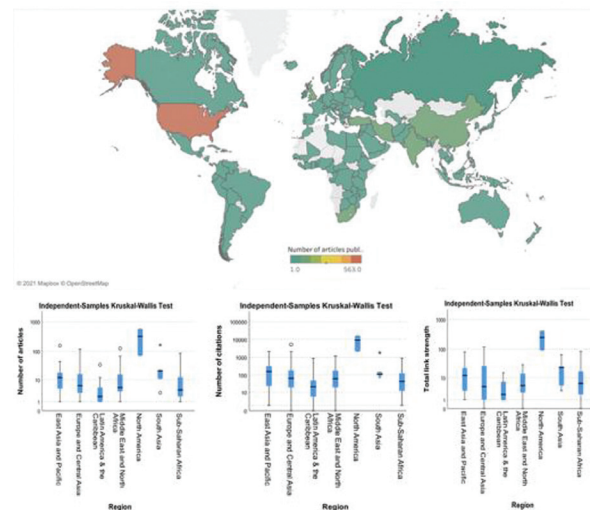 Number of articles publ..
1.0 563.0
© 2021 Mapbox © OpenStreetMap
Independent-Samples Kruskal-Wallis Test
Number of articles
1000
100
10
1
0
East Asia and Pacific
Europe and Central Asia
Latin America & the Caribbean
Middle East and North Africa
North America
South Asia
Sub-Saharan Africa
Region
Independent-Samples Kruskal-Wallis Test
Number of citations
100000
10000
1000
100
10
1
0
East Asia and Pacific
Europe and Central Asia
Latin America & the Caribbean
Middle East and North Africa
North America
South Asia
Sub-Saharan Africa
Region
Independent-Samples Kruskal-Wallis Test
Total link strength
1000
100
10
1
0
East Asia and Pacific
Europe and Central Asia
Latin America & the Caribbean
Middle East and North Africa
North America
South Asia
Sub-Saharan Africa
Region